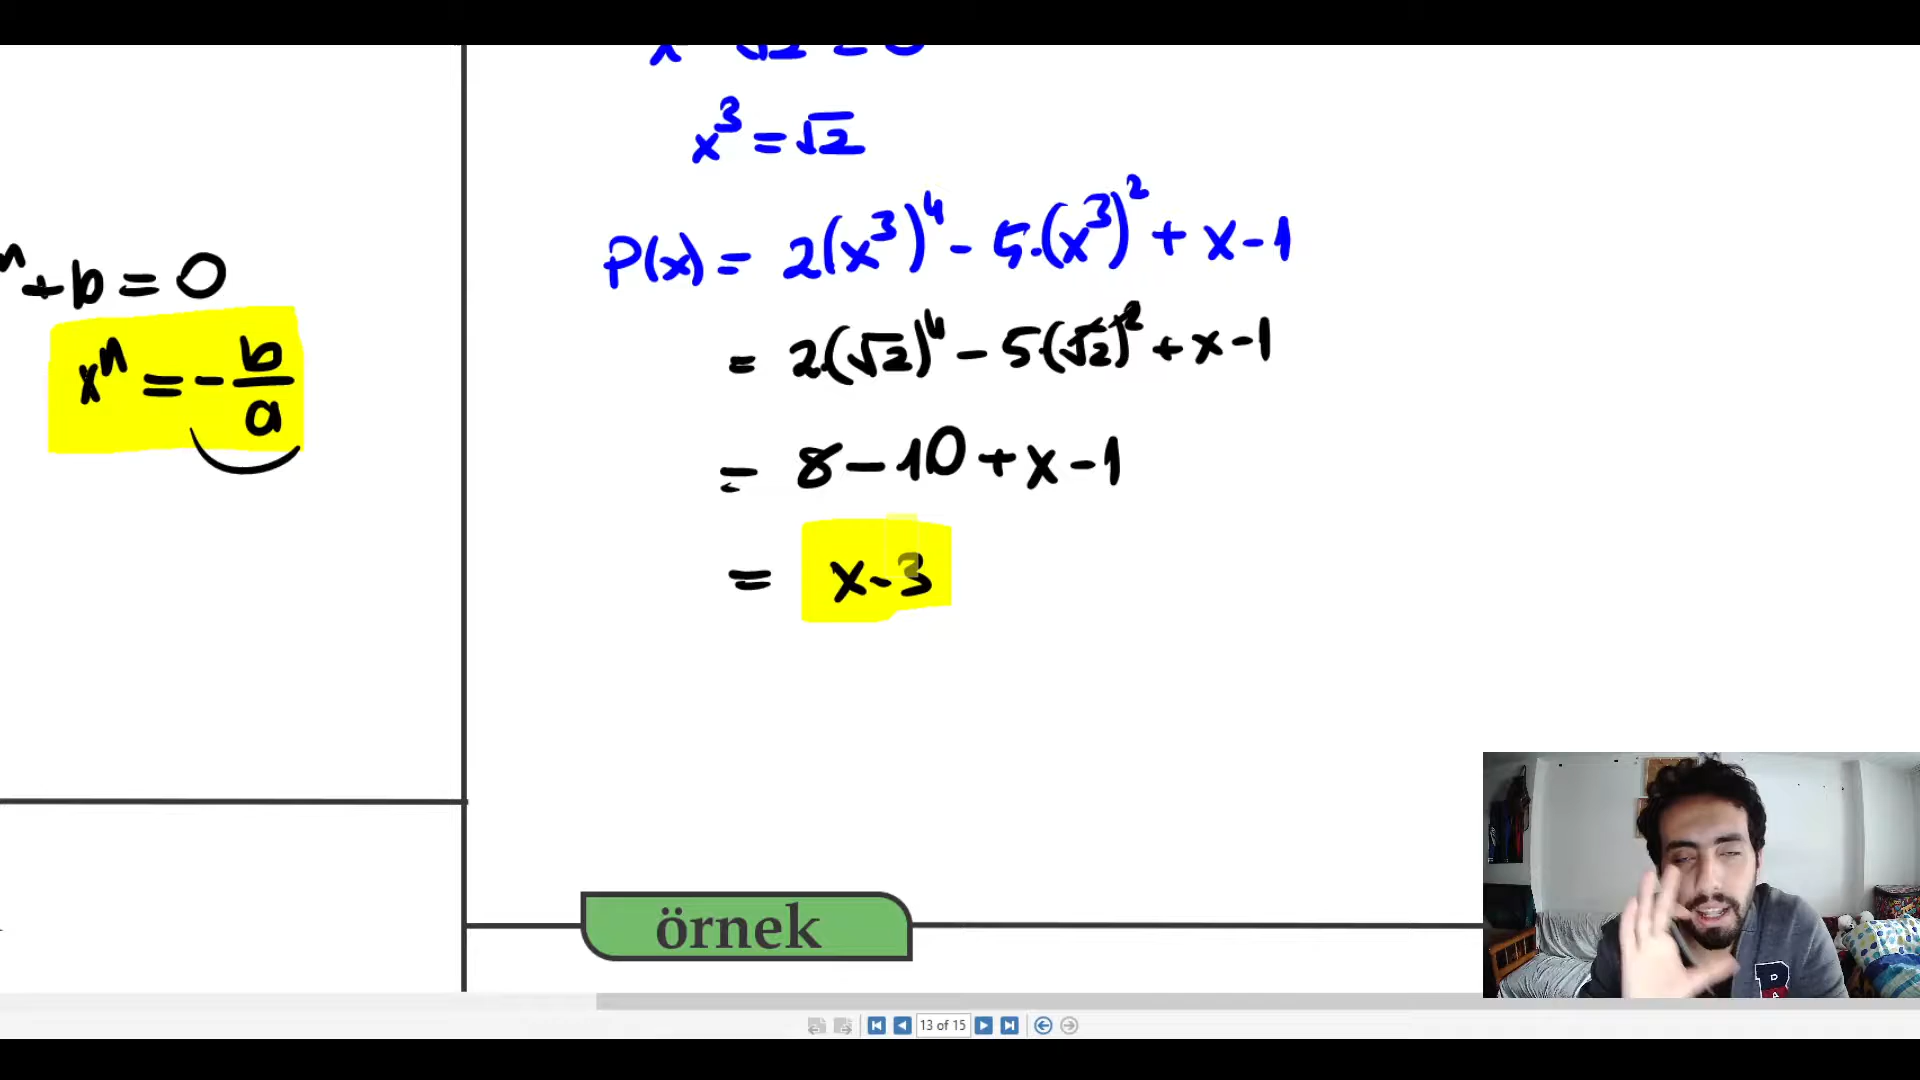 x³ = √2
P(x) = 2(x³)⁴ - 5.(x³)² + x - 1
= 2.(√2)⁴ - 5.(√2)² + x - 1
= 8 - 10 + x - 1
= x - 3
ⁿ + b = 0
xⁿ = - b/a
örnek
13 of 15